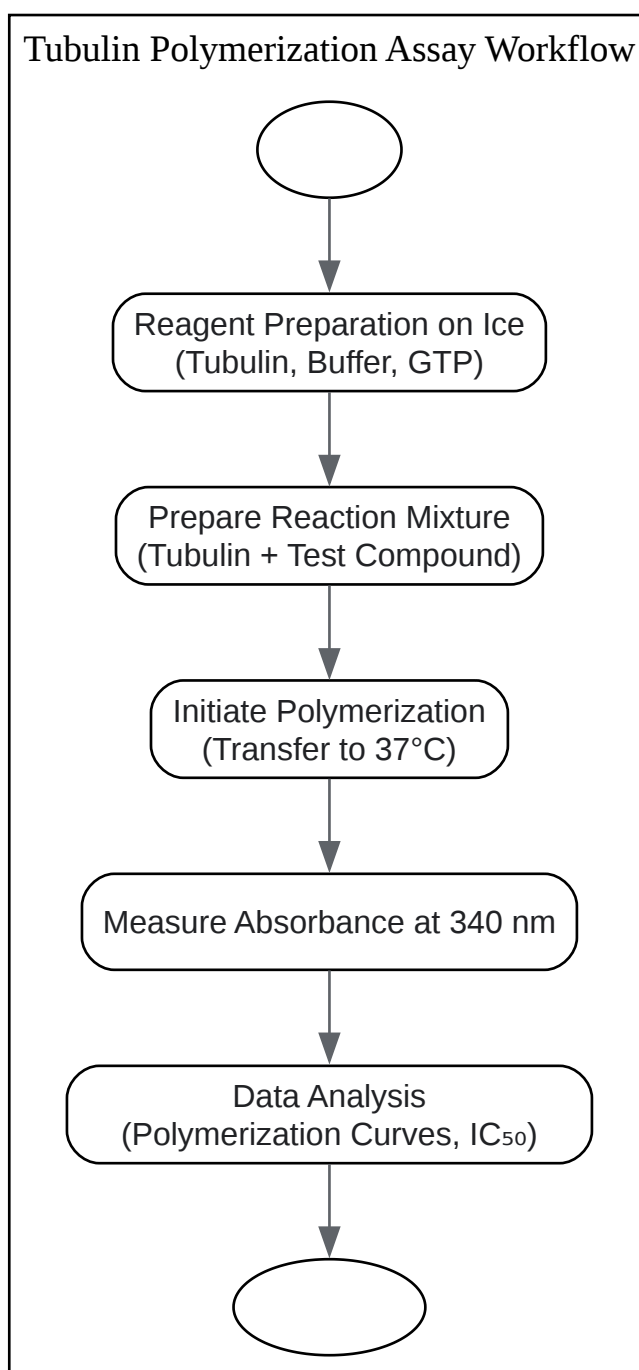 Tubulin Polymerization Assay Workflow
Reagent Preparation on Ice
(Tubulin, Buffer, GTP)
Prepare Reaction Mixture
(Tubulin + Test Compound)
Initiate Polymerization
(Transfer to 37°C)
Measure Absorbance at 340 nm
Data Analysis
(Polymerization Curves, IC₅₀)